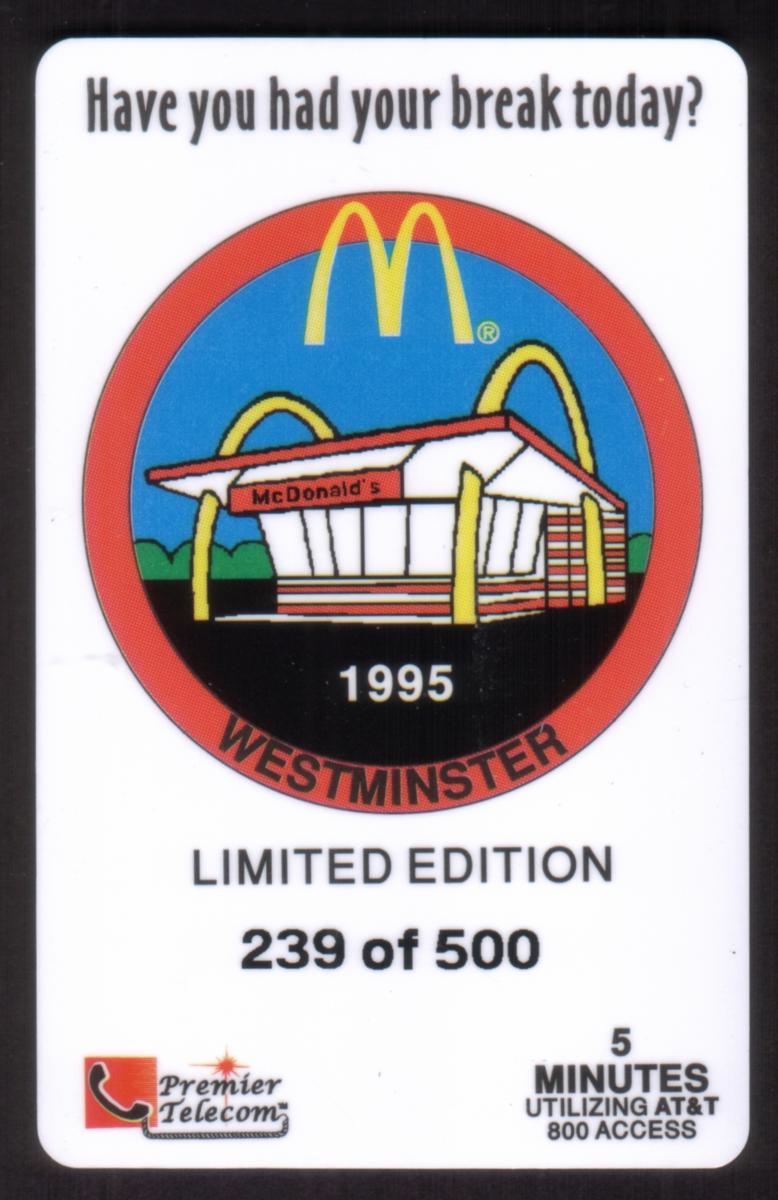 Have you had your break today?
M®
McDonald's
1995
WESTMINSTER
LIMITED EDITION
239 of 500
Premier
Telecom™
5
MINUTES
UTILIZING AT&T
800 ACCESS